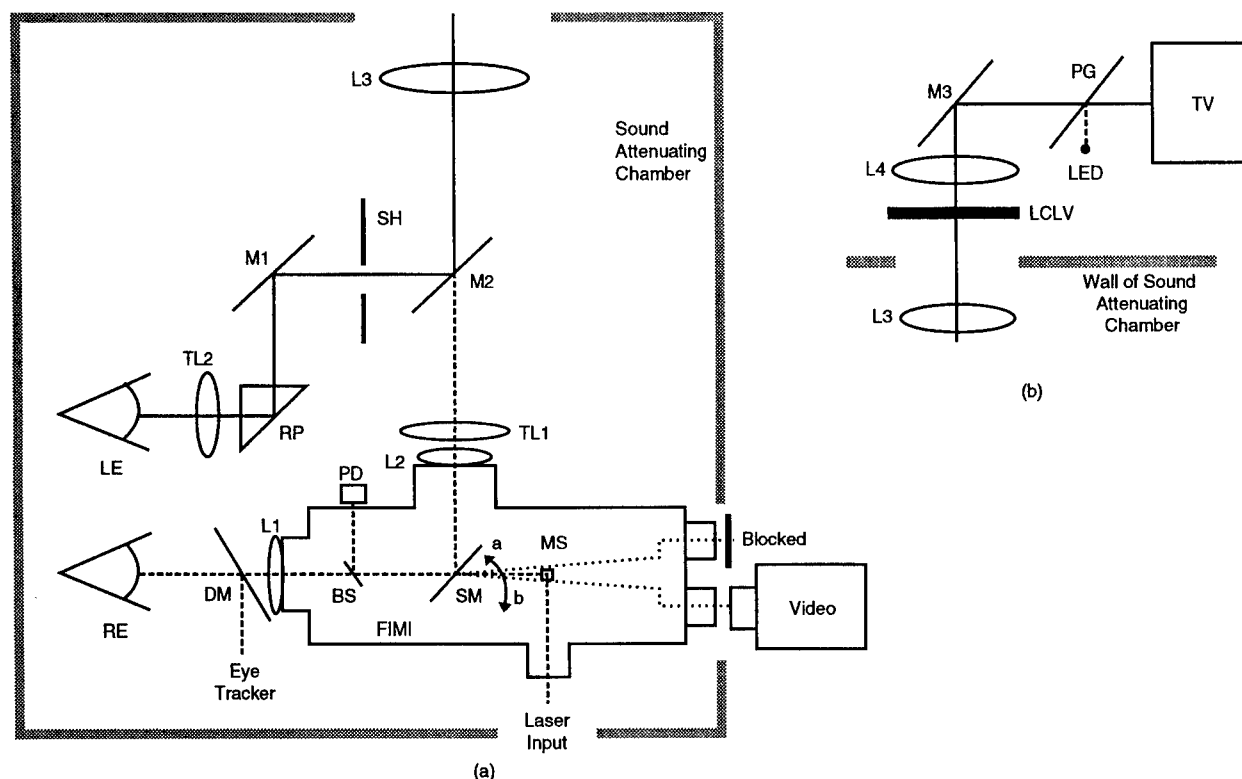 L3
Sound
Attenuating
Chamber
SH
M1
M2
TL2
RP
LE
TL1
L2
PD
L1
a
MS
Blocked
DM
BS
SM
b
Video
RE
FIMI
Eye
Tracker
Laser
Input
(a)
M3
PG
TV
L4
LED
LCLV
Wall of Sound
Attenuating
Chamber
L3
(b)